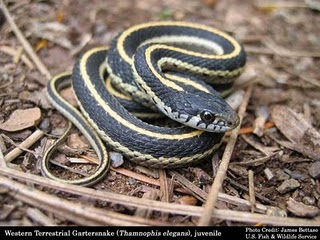 Western Terrestrial Gartersnake (Thamnophis elegans), juvenile
Photo Credit: James Bettaso
U.S. Fish & Wildlife Service